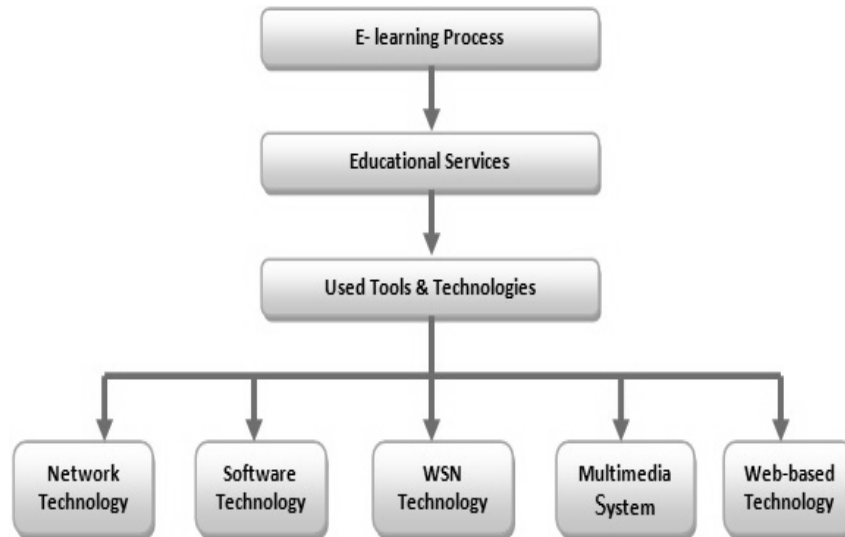 E- learning Process
Educational Services
Used Tools & Technologies
Network
Technology
Software
Technology
WSN
Technology
Multimedia
System
Web-based
Technology